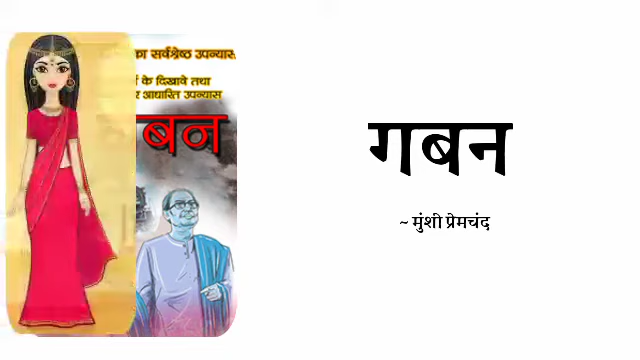 का सर्वश्रेष्ठ उपन्यास
के दिखावे तथा
आधारित उपन्यास
बन
गबन
~ मुंशी प्रेमचंद